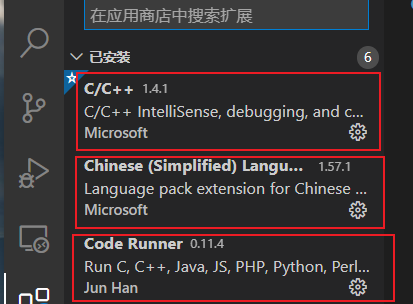 在应用商店中搜索扩展
已安装
6
C/C++ 1.4.1
C/C++ IntelliSense, debugging, and c...
Microsoft
Chinese (Simplified) Langu... 1.57.1
Language pack extension for Chinese ...
Microsoft
Code Runner 0.11.4
Run C, C++, Java, JS, PHP, Python, Perl...
Jun Han